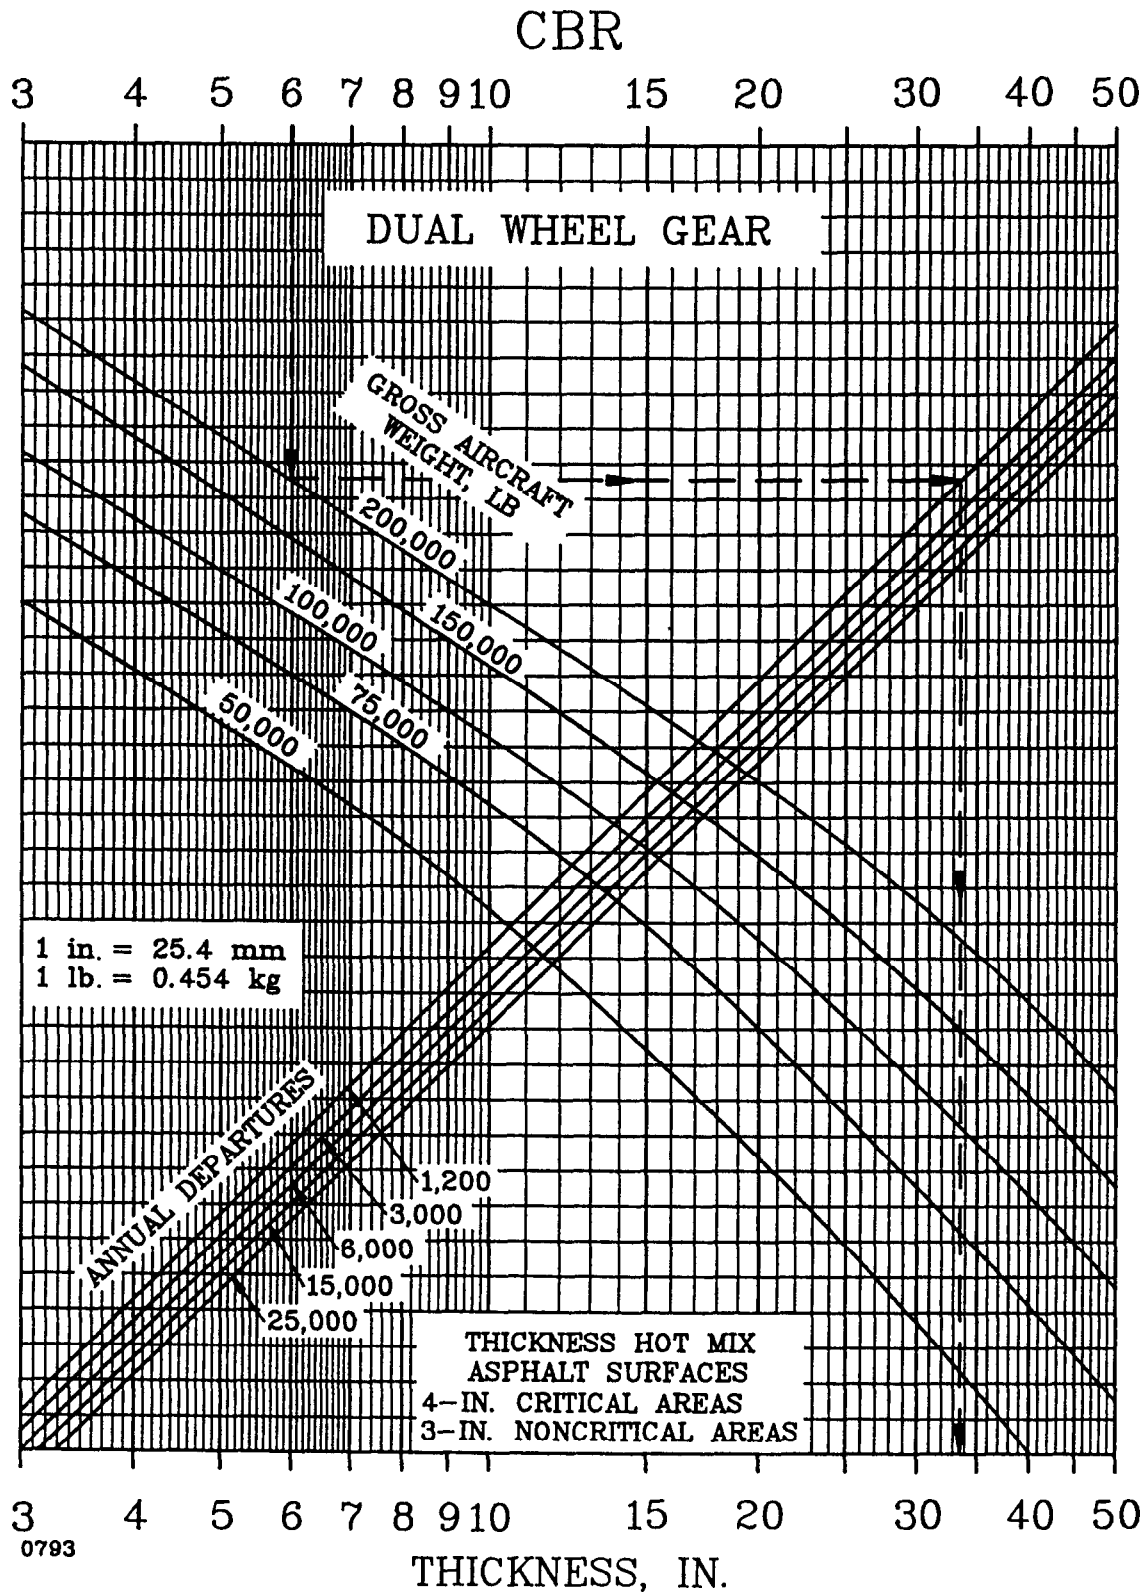 CBR
3 4 5 6 7 8 9 10 15 20 30 40 50
DUAL WHEEL GEAR
GROSS AIRCRAFT
WEIGHT, LB
200,000
150,000
100,000
75,000
50,000
1 in. = 25.4 mm
1 lb. = 0.454 kg
ANNUAL DEPARTURES
1,200
3,000
6,000
15,000
25,000
THICKNESS HOT MIX
ASPHALT SURFACES
4-IN. CRITICAL AREAS
3-IN. NONCRITICAL AREAS
3 4 5 6 7 8 9 10 15 20 30 40 50
0793
THICKNESS, IN.